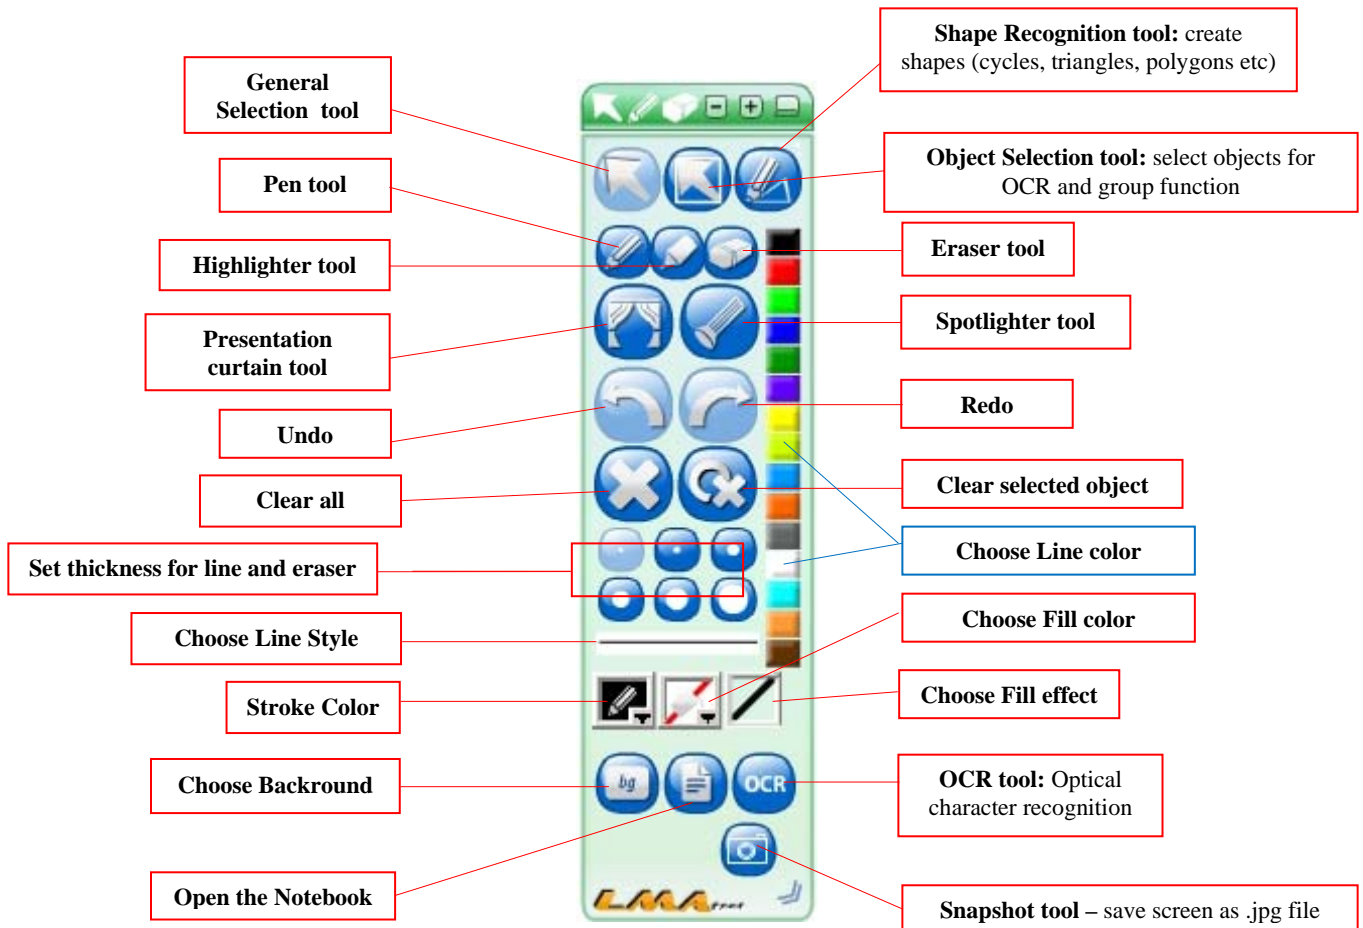 Shape Recognition tool: create
shapes (cycles, triangles, polygons etc)
General
Selection  tool
Object Selection tool: select objects for
OCR and group function
Pen tool
Eraser tool
Highlighter tool
Spotlighter tool
Presentation
curtain tool
Redo
Undo
Clear all
Clear selected object
Choose Line color
Set thickness for line and eraser
Choose Fill color
Choose Line Style
Choose Fill effect
Stroke Color
Choose Backround
bg
OCR
OCR tool: Optical
character recognition
Open the Notebook
LMA free
Snapshot tool – save screen as .jpg file